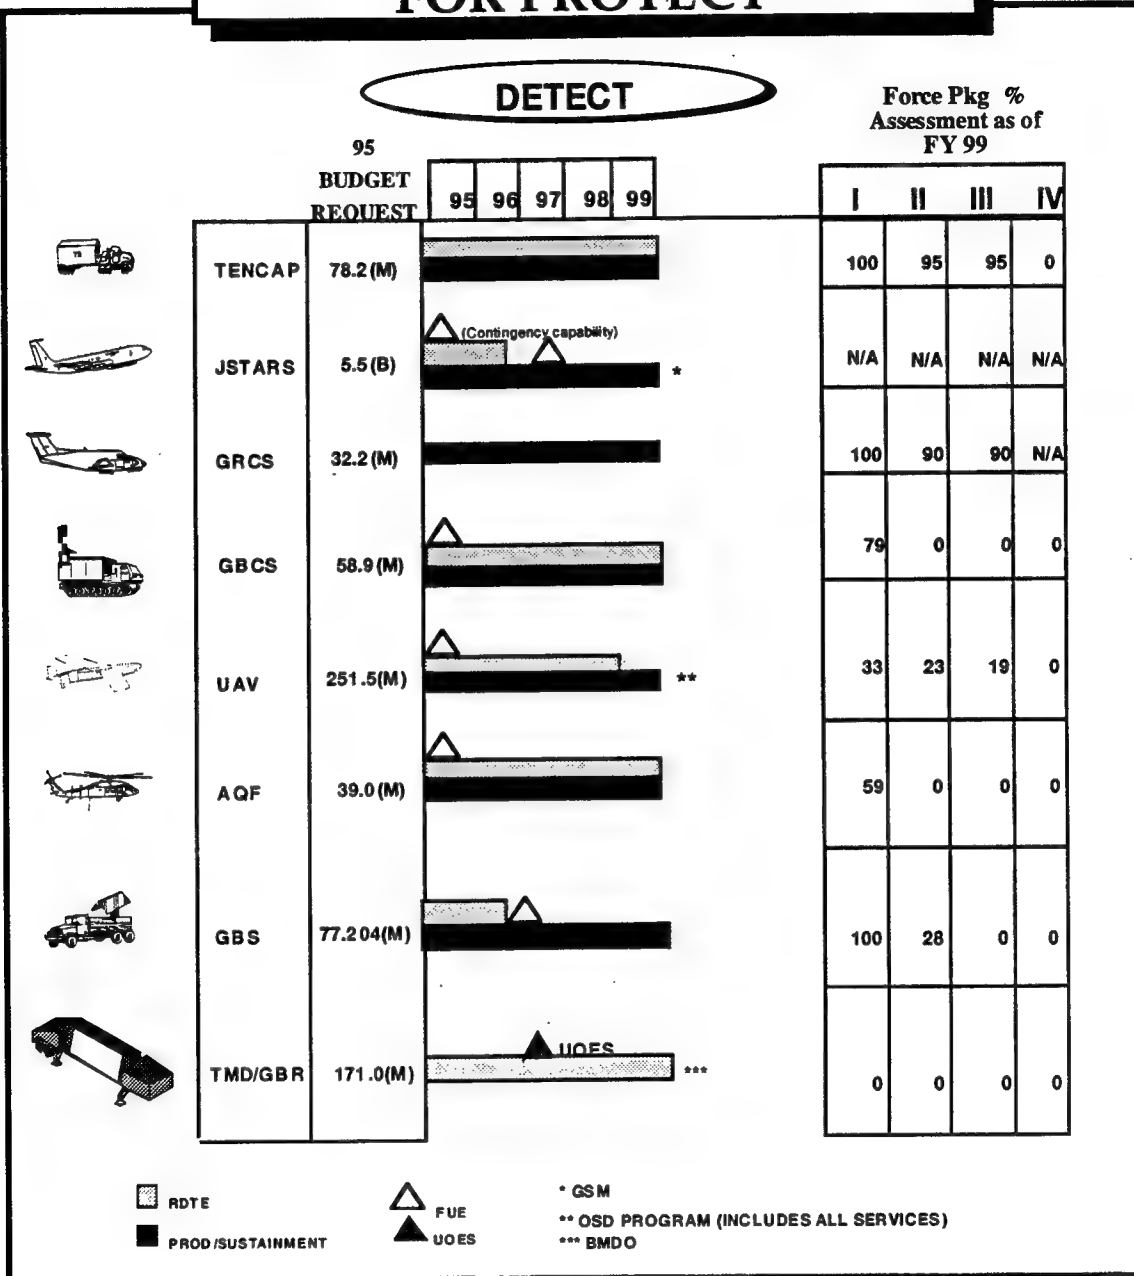 FOR PROTECT
DETECT
Force Pkg %
Assessment as of
FY 99
95
BUDGET
REQUEST
95 96 97 98 99
I II III IV
TENCAP 78.2 (M) 100 95 95 0
(Contingency capability)
JSTARS 5.5 (B) * N/A N/A N/A N/A
GRCS 32.2 (M) 100 90 90 N/A
GBCS 58.9 (M) 79 0 0 0
UAV 251.5(M) ** 33 23 19 0
AQF 39.0 (M) 59 0 0 0
GBS 77.204(M) 100 28 0 0
UOES
TMD/GBR 171.0(M) *** 0 0 0 0
RDTE
FUE
* GSM
PROD/SUSTAINMENT
UOES
** OSD PROGRAM (INCLUDES ALL SERVICES)
*** BMDO